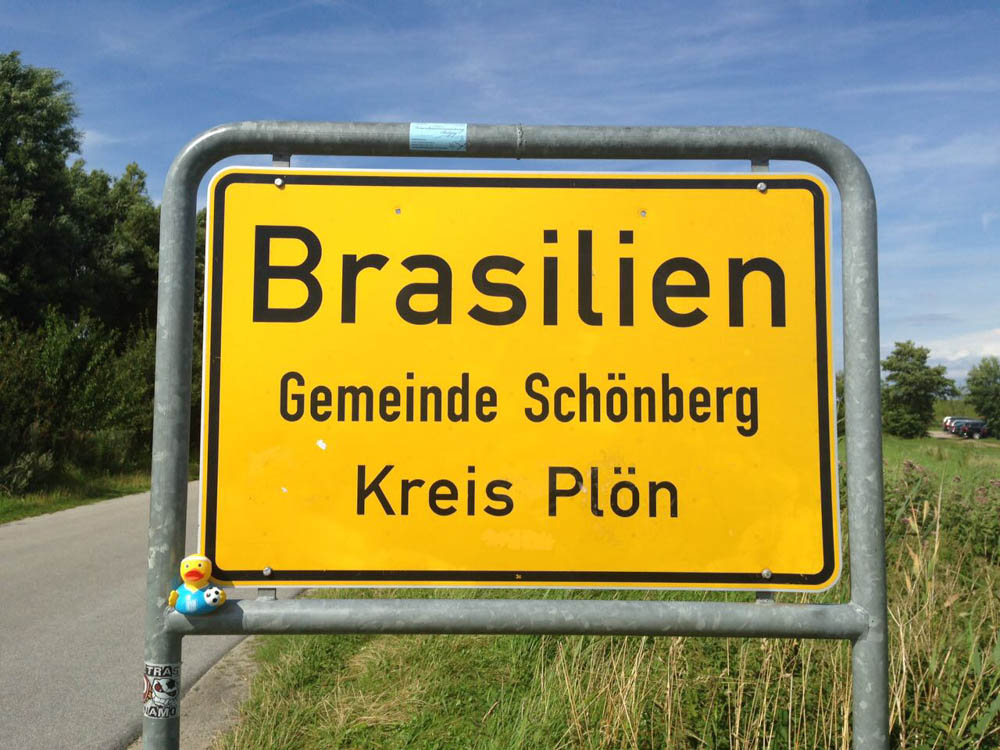 Brasilien
Gemeinde Schönberg
Kreis Plön